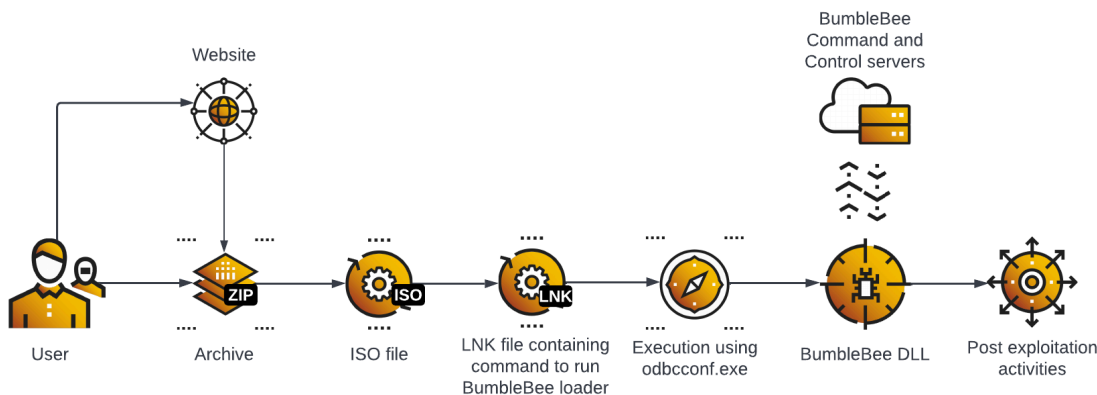 BumbleBee
Command and
Control servers
Website
ZIP
ISO
LNK
User
Archive
ISO file
LNK file containing
command to run
BumbleBee loader
Execution using
odbcconf.exe
BumbleBee DLL
Post exploitation
activities